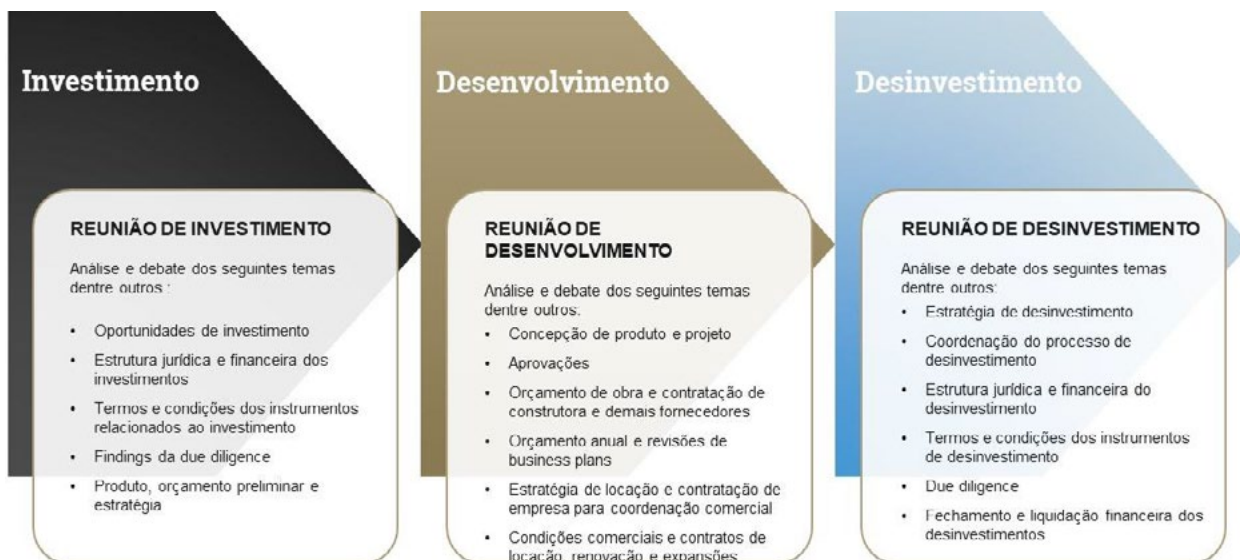 Investimento
REUNIÃO DE INVESTIMENTO
Análise e debate dos seguintes temas
dentre outros :
• Oportunidades de investimento
• Estrutura jurídica e financeira dos
investimentos
• Termos e condições dos instrumentos
relacionados ao investimento
• Findings da due diligence
• Produto, orçamento preliminar e
estratégia
Desenvolvimento
REUNIÃO DE
DESENVOLVIMENTO
Análise e debate dos seguintes temas
dentre outros:
• Concepção de produto e projeto
• Aprovações
• Orçamento de obra e contratação de
construtora e demais fornecedores
• Orçamento anual e revisões de
business plans
• Estratégia de locação e contratação de
empresa para coordenação comercial
• Condições comerciais e contratos de
locação, renovação e expansões
Desinvestimento
REUNIÃO DE DESINVESTIMENTO
Análise e debate dos seguintes temas
dentre outros:
• Estratégia de desinvestimento
• Coordenação do processo de
desinvestimento
• Estrutura jurídica e financeira do
desinvestimento
• Termos e condições dos instrumentos
de desinvestimento
• Due diligence
• Fechamento e liquidação financeira dos
desinvestimentos